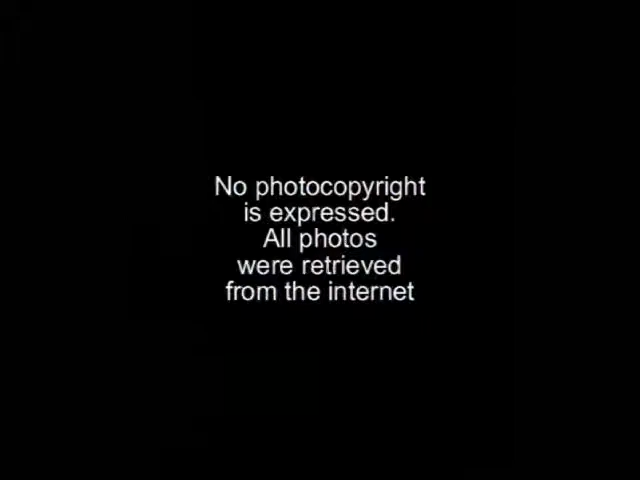 No photocopyright
is expressed.
All photos
were retrieved
from the internet